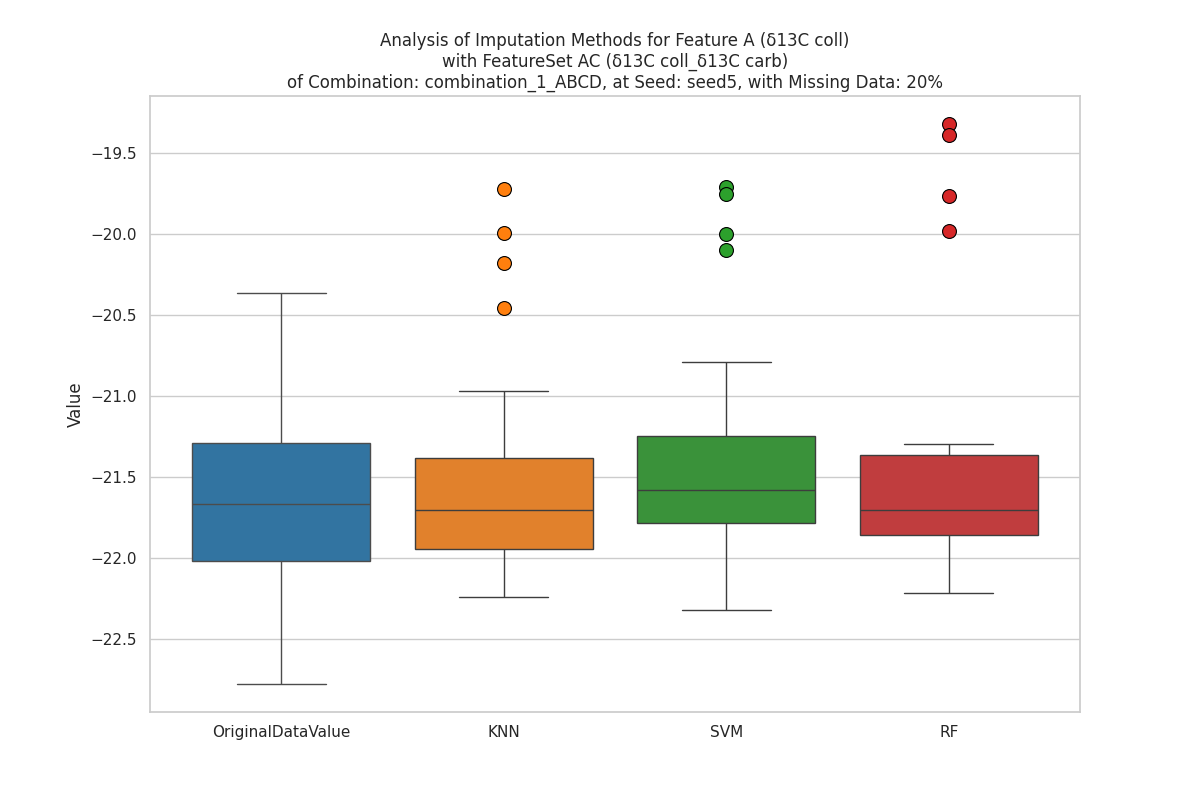 Analysis of Imputation Methods for Feature A (δ13C coll)
with FeatureSet AC (δ13C coll_δ13C carb)
of Combination: combination_1_ABCD, at Seed: seed5, with Missing Data: 20%
−19.5
−20.0
−20.5
−21.0
−21.5
−22.0
−22.5
Value
OriginalDataValue
KNN
SVM
RF